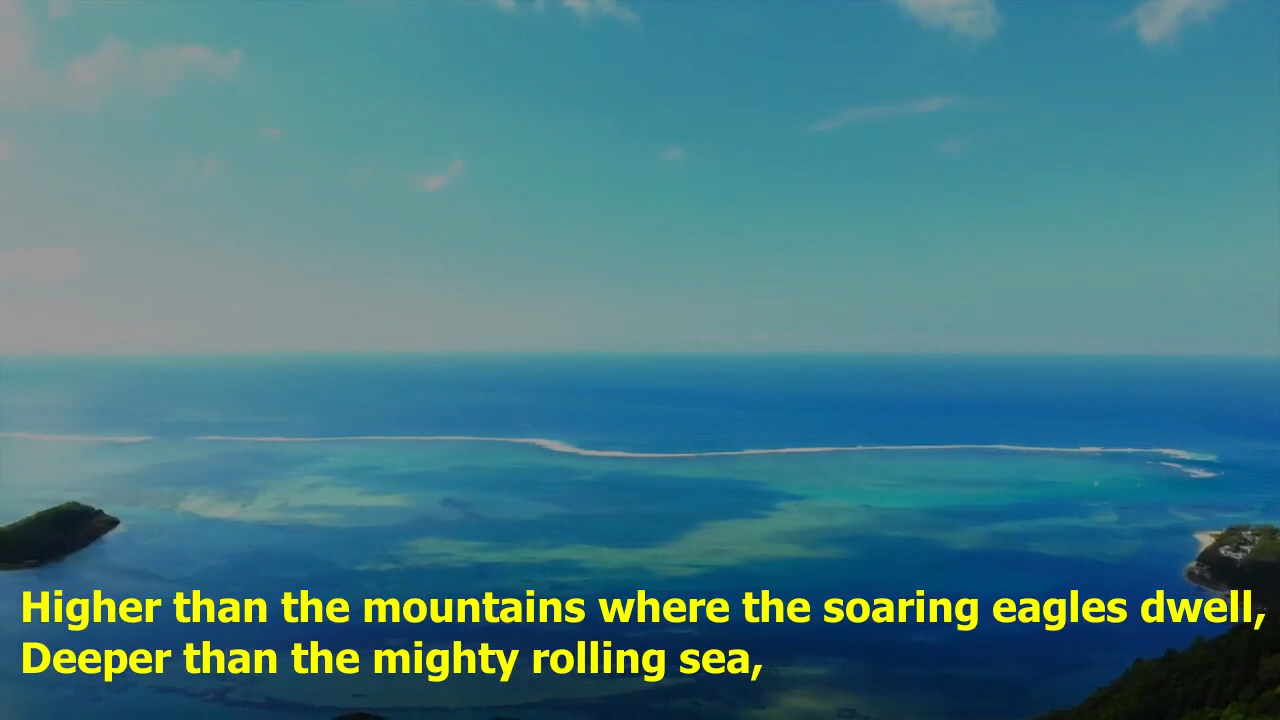 Higher than the mountains where the soaring eagles dwell,
Deeper than the mighty rolling sea,